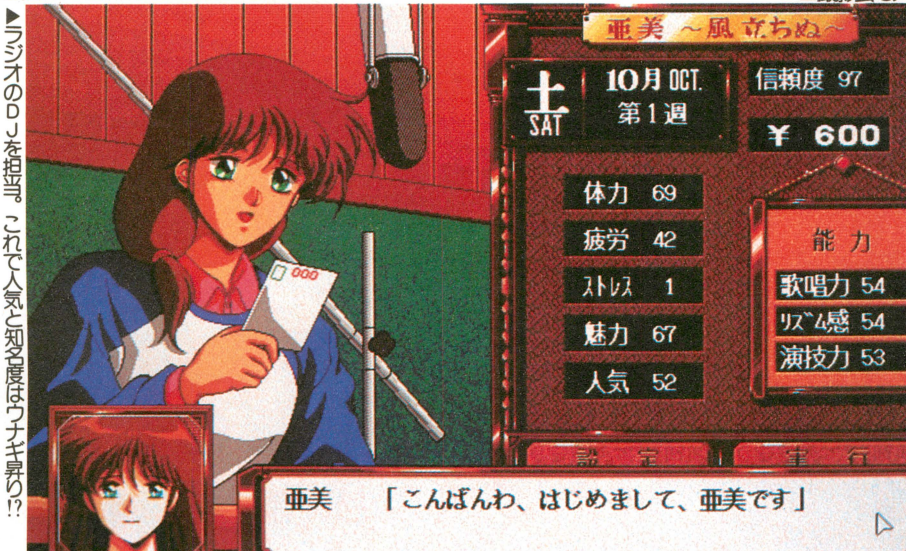 ▶ラジオのDJを担当。これで人気と知名度はウナギ昇り!?
亜美 ~風立ちぬ~
土
SAT
10月 OCT.
第1週
信頼度 97
¥ 600
体力 69
疲労 42
ストレス 1
魅力 67
人気 52
能力
歌唱力 54
リズム感 54
演技力 53
設定
実行
000
亜美 「こんばんわ、はじめまして、亜美です」